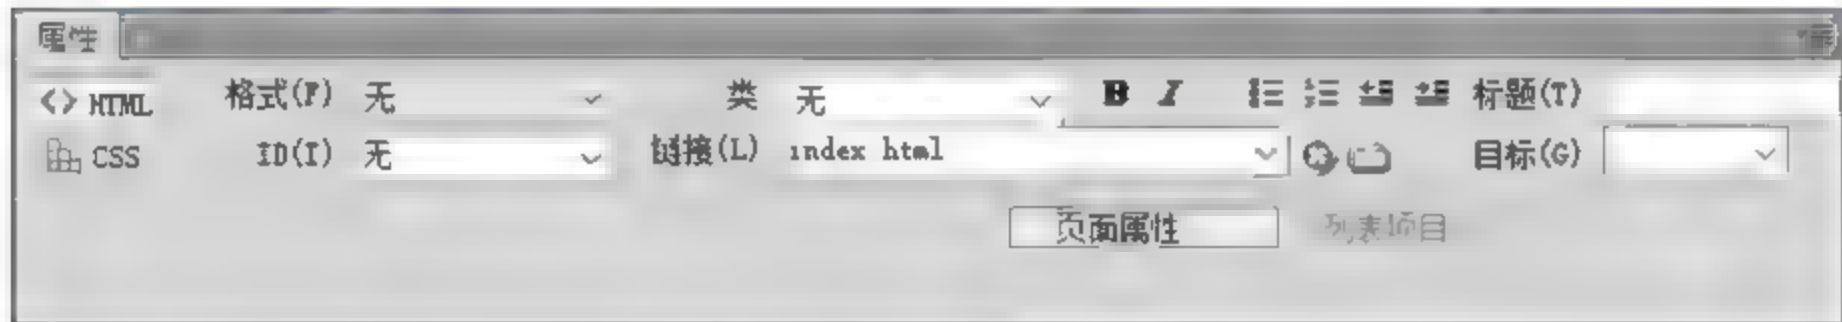 属性
<> HTML 格式(F) 无 类 无 B I 标题(T)
CSS ID(I) 无 链接(L) index html 目标(G)
页面属性 列表项目